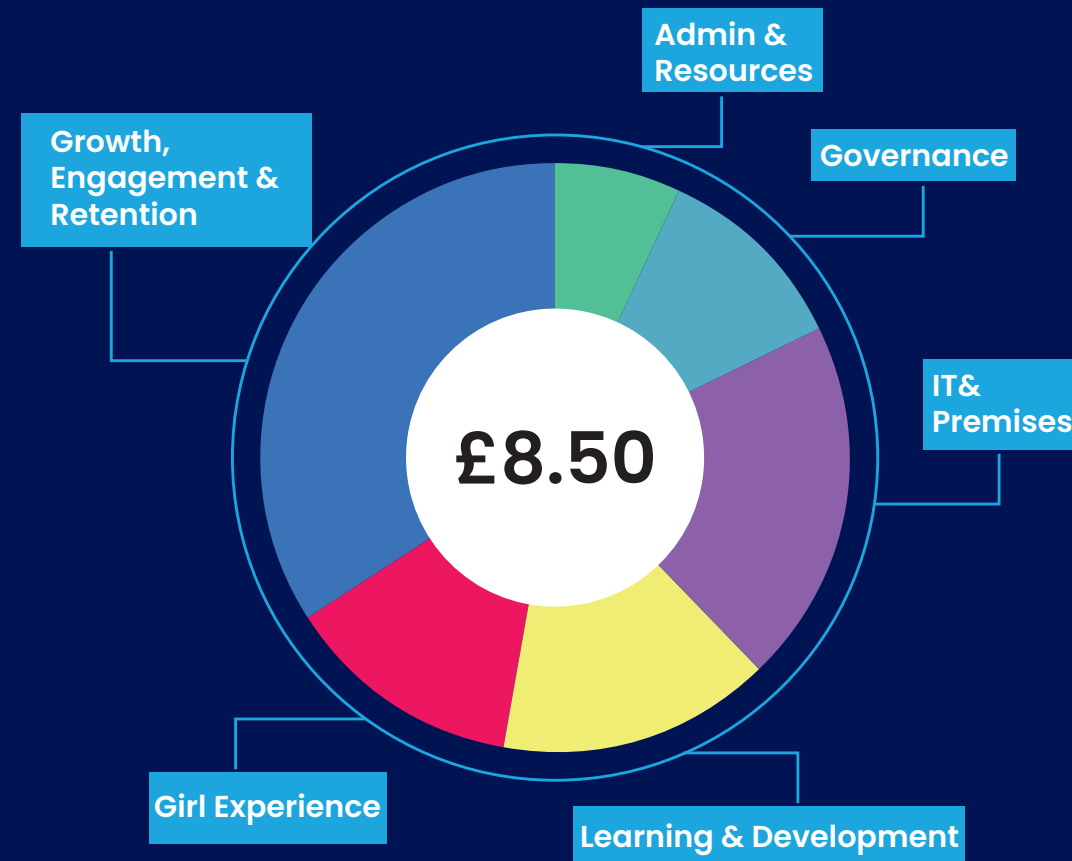 Admin &
Resources
Growth,
Engagement &
Retention
Governance
IT&
Premises
£8.50
Girl Experience
Learning & Development